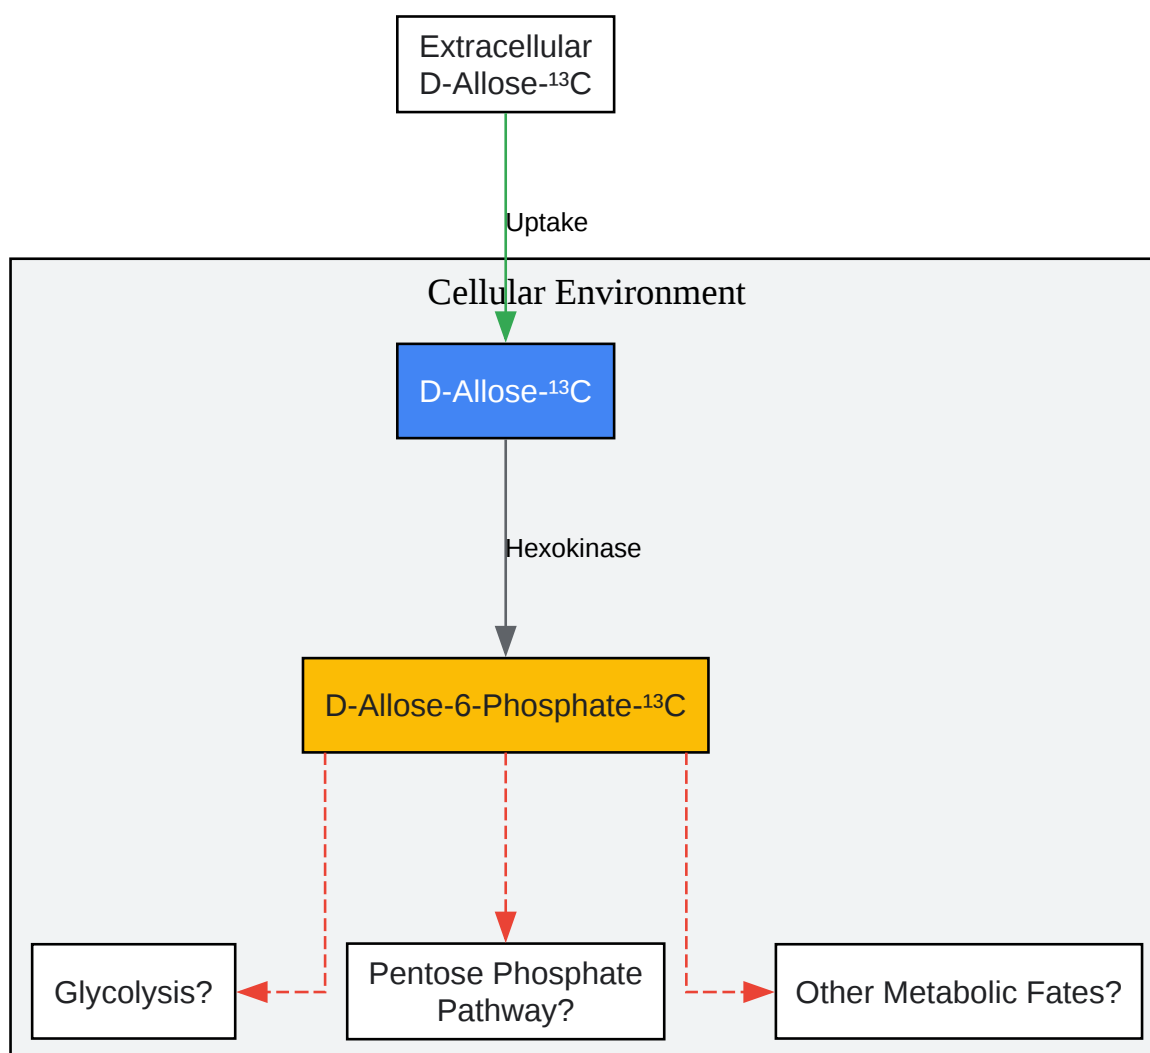 Extracellular
D-Allose-¹³C
Uptake
Cellular Environment
D-Allose-¹³C
Hexokinase
D-Allose-6-Phosphate-¹³C
Glycolysis?
Pentose Phosphate
Pathway?
Other Metabolic Fates?